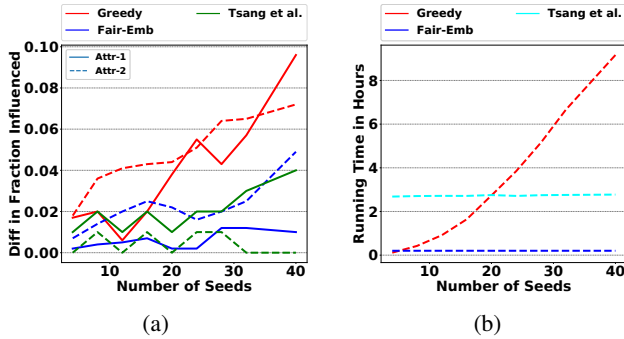 Greedy
Tsang et al.
Fair-Emb
Attr-1
Attr-2
0.10
0.08
0.06
0.04
0.02
0.00
Diff in Fraction Influenced
10
20
30
40
Number of Seeds
(a)
Greedy
Tsang et al.
Fair-Emb
8
6
4
2
0
Running Time in Hours
10
20
30
40
Number of Seeds
(b)